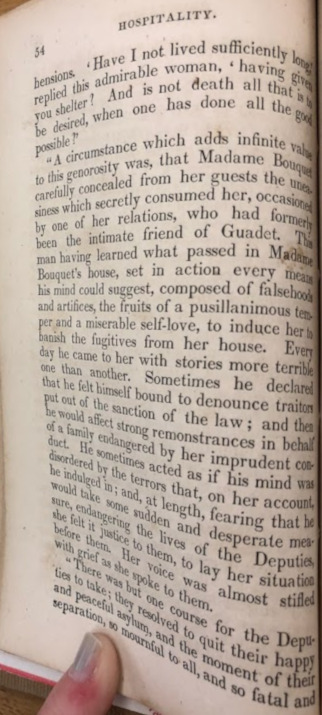 54
HOSPITALITY.
hensions. ‘Have I not lived sufficiently long?
replied this admirable woman, ‘having given
you shelter? And is not death all that is to
be desired, when one has done all the good
possible?’
“A circumstance which adds infinite value
to this generosity was, that Madame Bouquet
carefully concealed from her guests the unea-
siness which secretly consumed her, occasioned
by one of her relations, who had formerly
been the intimate friend of Guadet. This
man having learned what passed in Madame
Bouquet's house, set in action every means
his mind could suggest, composed of falsehoods
and artifices, the fruits of a pusillanimous tem-
per and a miserable self-love, to induce her to
banish the fugitives from her house. Every
day he came to her with stories more terrible
one than another. Sometimes he declared
that he felt himself bound to denounce traitors
put out of the sanction of the law; and then
he would affect strong remonstrances in behalf
of a family endangered by her imprudent con-
duct. He sometimes acted as if his mind was
disordered by the terrors that, on her account,
he indulged in; and, at length, fearing that he
would take some sudden and desperate mea-
sure, endangering the lives of the Deputies,
she felt it justice to them, to lay her situation
before them. Her voice was almost stifled
with grief as she spoke to them.
“There was but one course for the Depu-
ties to take; they resolved to quit their happy
and peaceful asylum, and the moment of their
separation, so mournful to all, and so fatal and